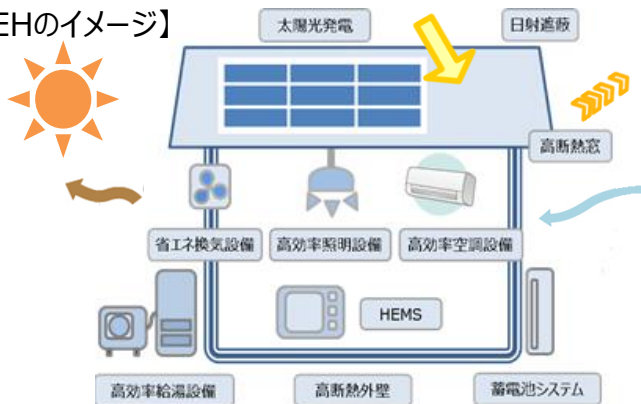 EHのイメージ】
太陽光発電
日射遮蔽
高断熱窓
省エネ換気設備
高効率照明設備
高効率空調設備
HEMS
高効率給湯設備
高断熱外壁
蓄電池システム